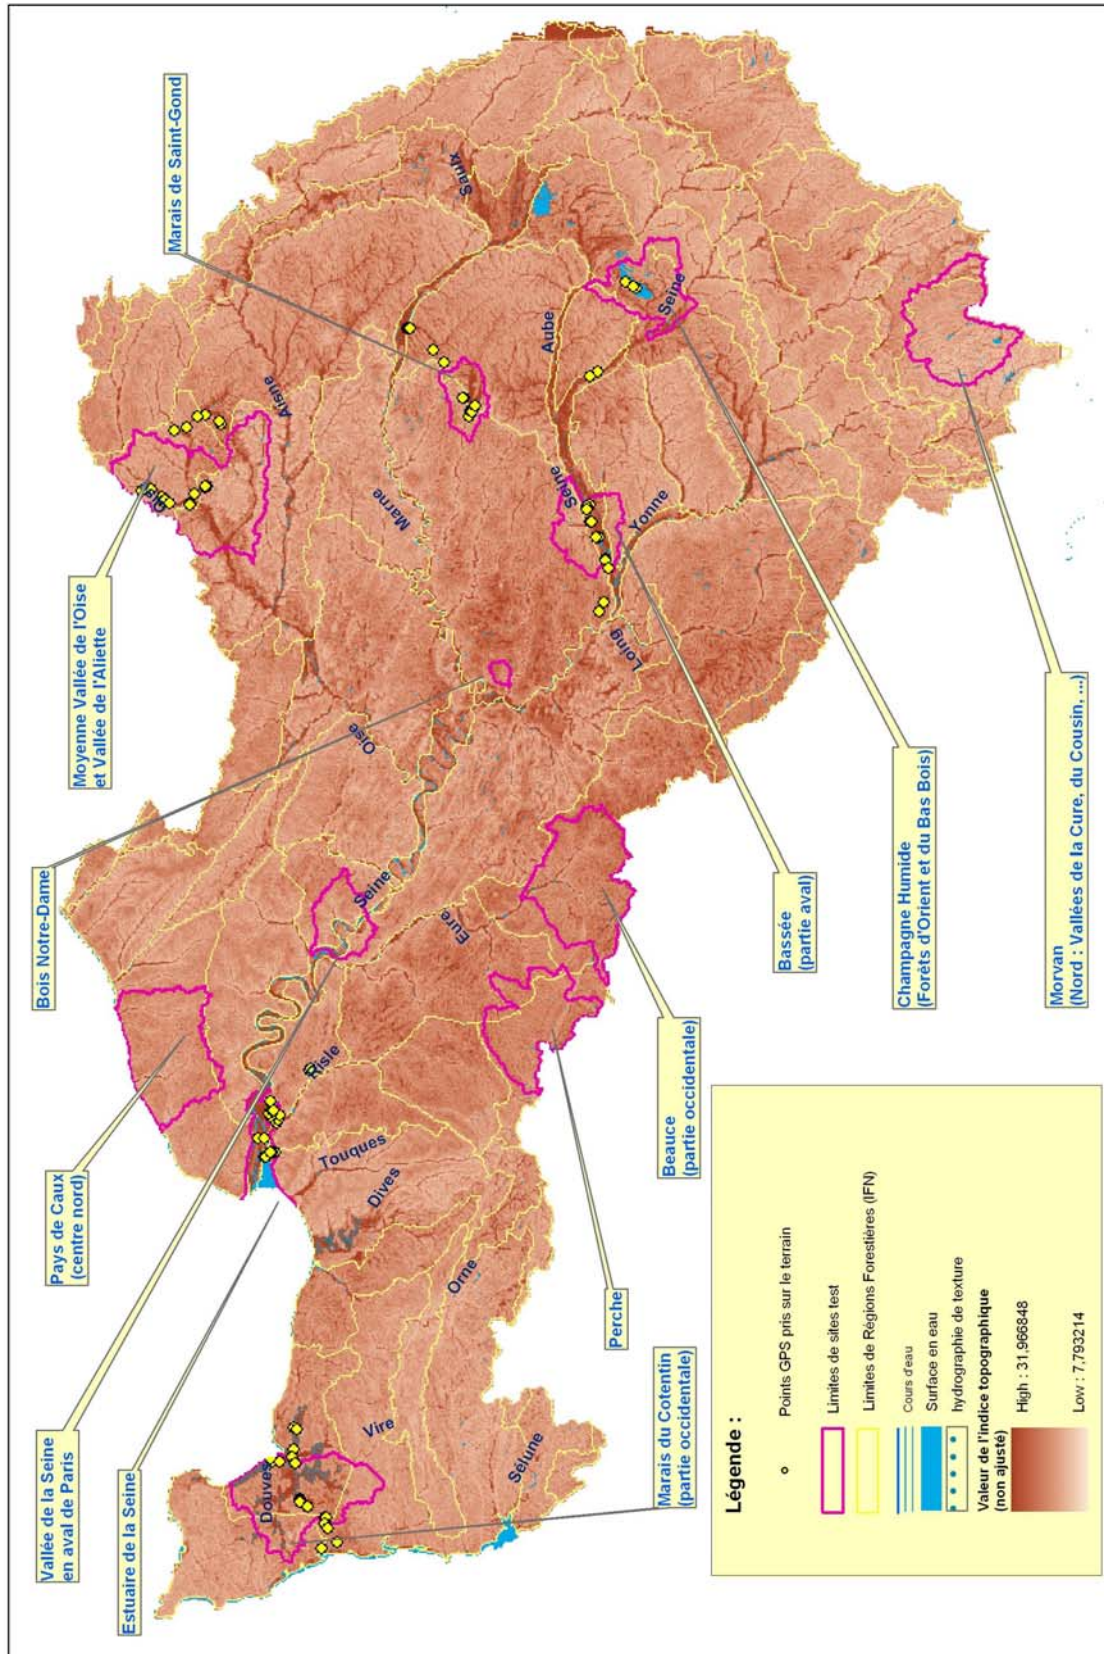 Vallée de la Seine
en aval de Paris
Pays de Caux
(centre nord)
Bois Notre-Dame
Moyenne Vallée de l'Oise
et Vallée de l'Aliette
Marais de Saint-Gond
Estuaire de la Seine
Marais du Cotentin
(partie occidentale)
Perche
Beauce
(partie occidentale)
Bassée
(partie aval)
Champagne Humide
(Forêts d'Orient et du Bas Bois)
Morvan
(Nord : Vallées de la Cure, du Cousin, ...)
Douves
Vire
Sélune
Orne
Dives
Touques
Risle
Eure
Seine
Oise
Oise
Aisne
Marne
Saulx
Aube
Seine
Seine
Yonne
Loing
Légende :
Points GPS pris sur le terrain
Limites de sites test
Limites de Régions Forestières (IFN)
Cours d'eau
Surface en eau
hydrographie de texture
Valeur de l'indice topographique
(non ajusté)
High : 31,966848
Low : 7,793214